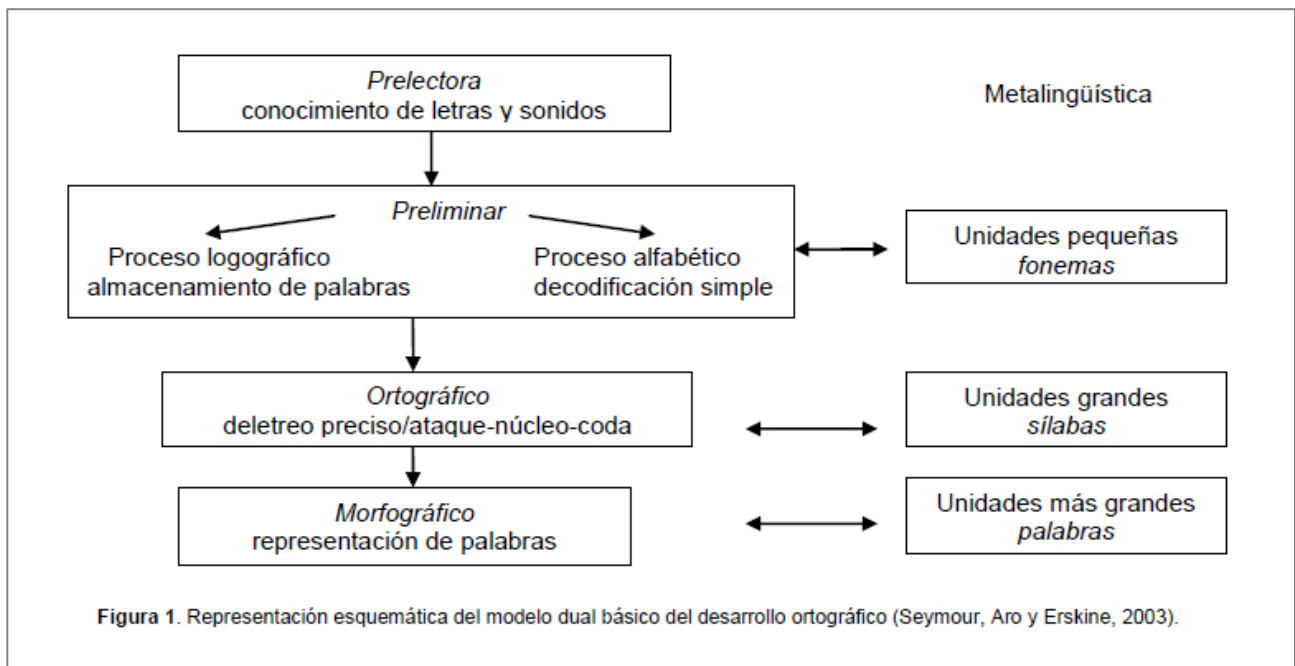 Prelectora
conocimiento de letras y sonidos
Metalingüística
Preliminar
Proceso logográfico
almacenamiento de palabras
Proceso alfabético
decodificación simple
Unidades pequeñas
fonemas
Ortográfico
deletreo preciso/ataque-núcleo-coda
Unidades grandes
sílabas
Morfográfico
representación de palabras
Unidades más grandes
palabras
Figura 1. Representación esquemática del modelo dual básico del desarrollo ortográfico (Seymour, Aro y Erskine, 2003).